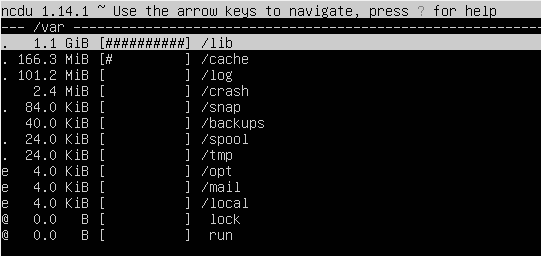 ncdu 1.14.1 ~ Use the arrow keys to navigate, press ? for help
--- /var ---------------------------------------------------------------
.   1.1 GiB [##########] /lib
. 166.3 MiB [#         ] /cache
. 101.2 MiB [          ] /log
    2.4 MiB [          ] /crash
.  84.0 KiB [          ] /snap
   40.0 KiB [          ] /backups
.  24.0 KiB [          ] /spool
.  24.0 KiB [          ] /tmp
e   4.0 KiB [          ] /opt
e   4.0 KiB [          ] /mail
e   4.0 KiB [          ] /local
@   0.0   B [          ]  lock
@   0.0   B [          ]  run